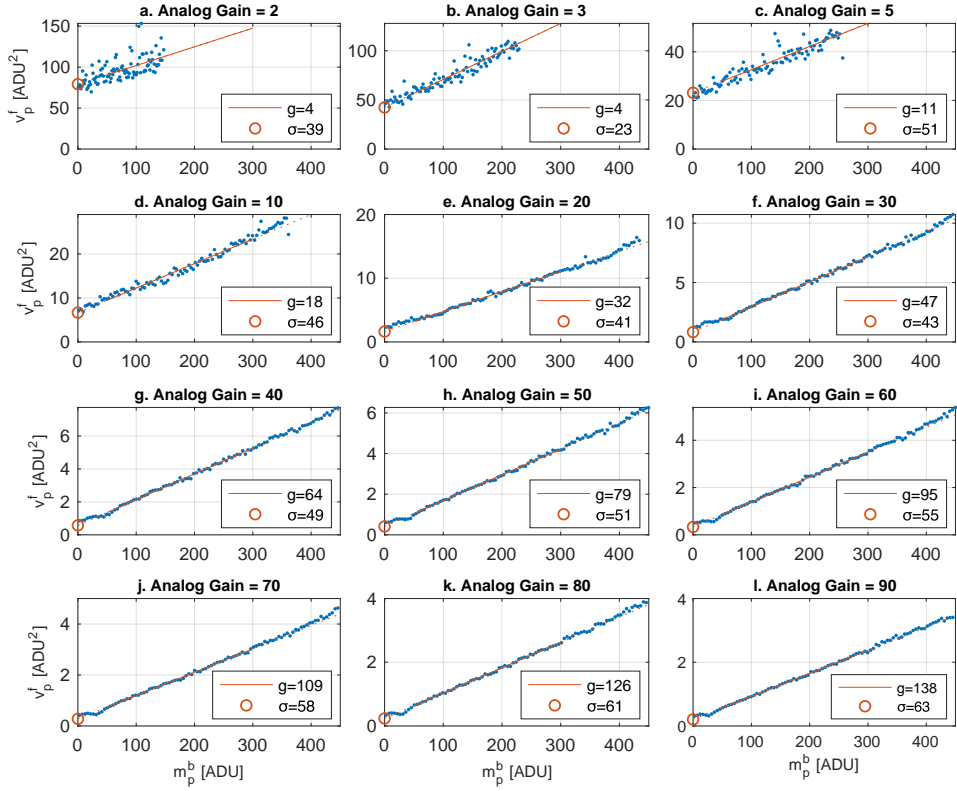 a. Analog Gain = 2
b. Analog Gain = 3
c. Analog Gain = 5
150
100
50
0
v_p^f [ADU²]
0 100 200 300 400
g=4
σ=39
100
50
0
0 100 200 300 400
g=4
σ=23
40
20
0
0 100 200 300 400
g=11
σ=51
d. Analog Gain = 10
e. Analog Gain = 20
f. Analog Gain = 30
20
10
0
v_p^f [ADU²]
0 100 200 300 400
g=18
σ=46
20
15
10
5
0
0 100 200 300 400
g=32
σ=41
10
5
0
0 100 200 300 400
g=47
σ=43
g. Analog Gain = 40
h. Analog Gain = 50
i. Analog Gain = 60
6
4
2
0
v_p^f [ADU²]
0 100 200 300 400
g=64
σ=49
6
4
2
0
0 100 200 300 400
g=79
σ=51
4
2
0
0 100 200 300 400
g=95
σ=55
j. Analog Gain = 70
k. Analog Gain = 80
l. Analog Gain = 90
4
2
0
v_p^f [ADU²]
0 100 200 300 400
m_p^b [ADU]
g=109
σ=58
4
2
0
0 100 200 300 400
m_p^b [ADU]
g=126
σ=61
4
2
0
0 100 200 300 400
m_p^b [ADU]
g=138
σ=63